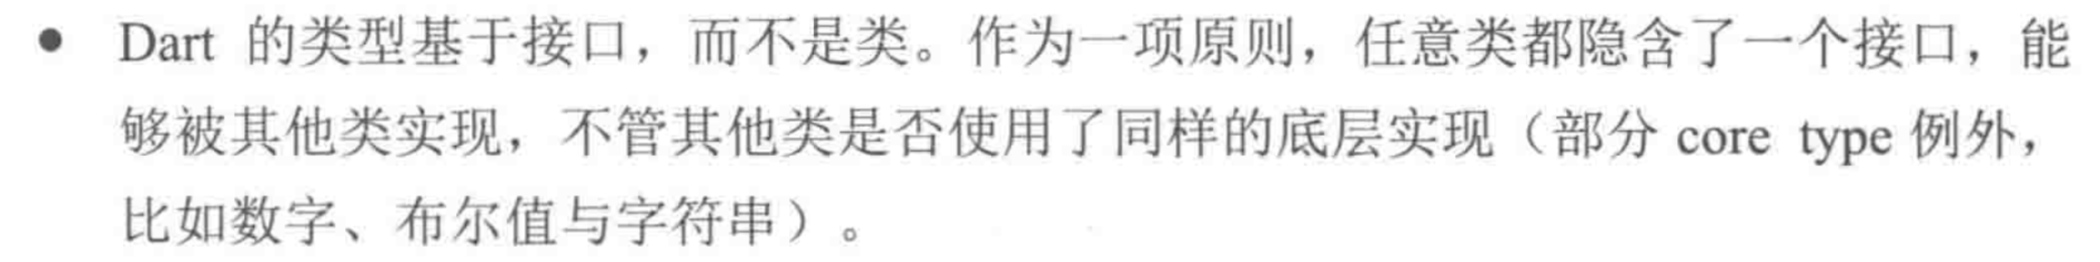 ● Dart 的类型基于接口，而不是类。作为一项原则，任意类都隐含了一个接口，能
够被其他类实现，不管其他类是否使用了同样的底层实现（部分 core type 例外，
比如数字、布尔值与字符串）。